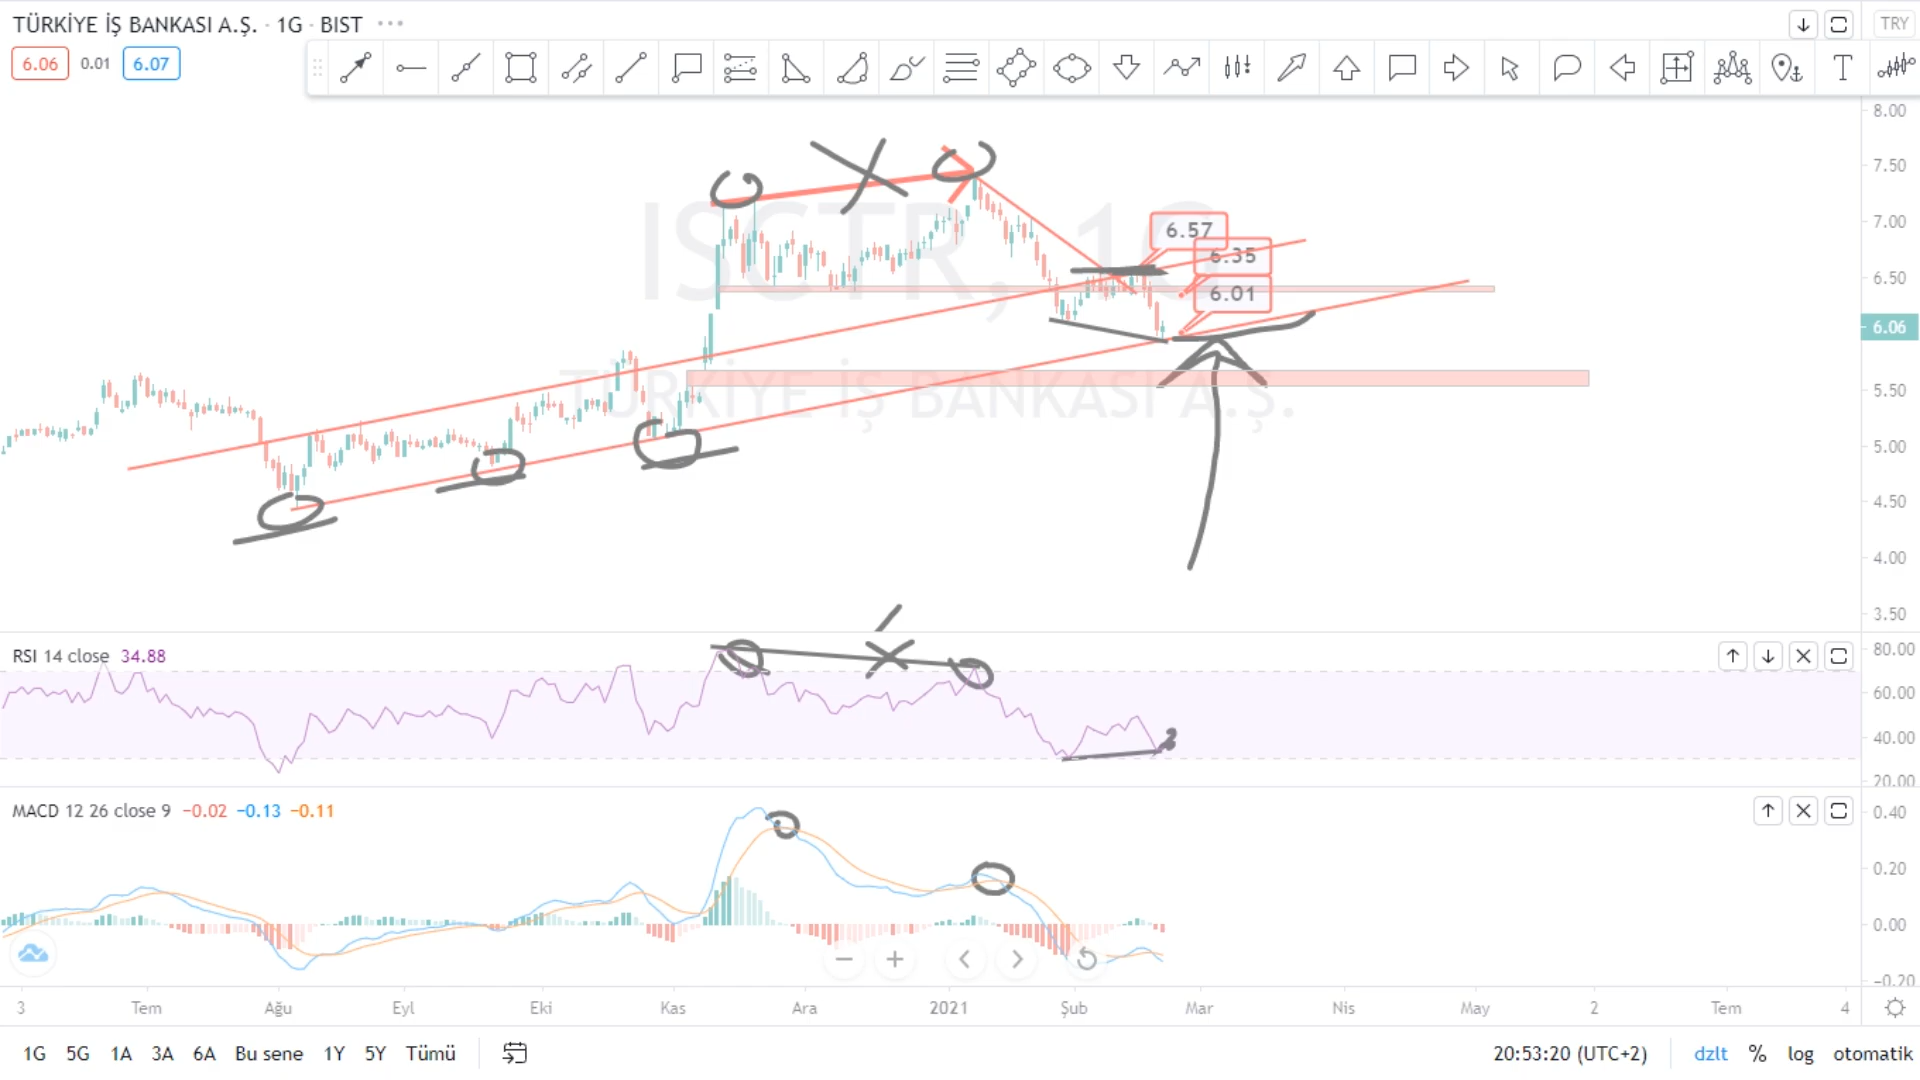 TÜRKİYE İŞ BANKASI A.Ş. · 1G · BIST
TRY
6.06 0.01 6.07
8.00
7.50
7.00
6.50
6.06
5.50
5.00
4.50
4.00
3.50
ISCTR, 1G
TÜRKİYE İŞ BANKASI A.Ş.
6.57
6.35
6.01
RSI 14 close 34.88
80.00
60.00
40.00
20.00
MACD 12 26 close 9 −0.02 −0.13 −0.11
0.40
0.20
0.00
−0.20
3 Tem Ağu Eyl Eki Kas Ara 2021 Şub Mar Nis May 2 Tem 4
1G 5G 1A 3A 6A Bu sene 1Y 5Y Tümü 20:53:20 (UTC+2) dzlt % log otomatik